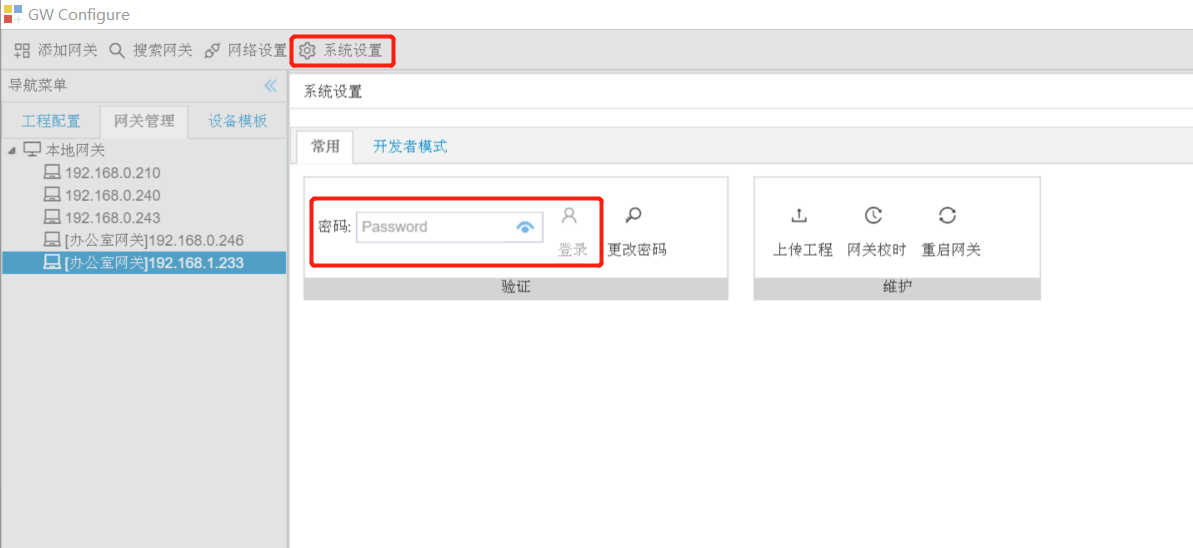 GW Configure
添加网关 搜索网关 网络设置 系统设置
导航菜单
工程配置 网关管理 设备模板
本地网关
192.168.0.210
192.168.0.240
192.168.0.243
[办公室网关]192.168.0.246
[办公室网关]192.168.1.233
系统设置
常用 开发者模式
密码: Password 登录 更改密码
验证
上传工程 网关校时 重启网关
维护